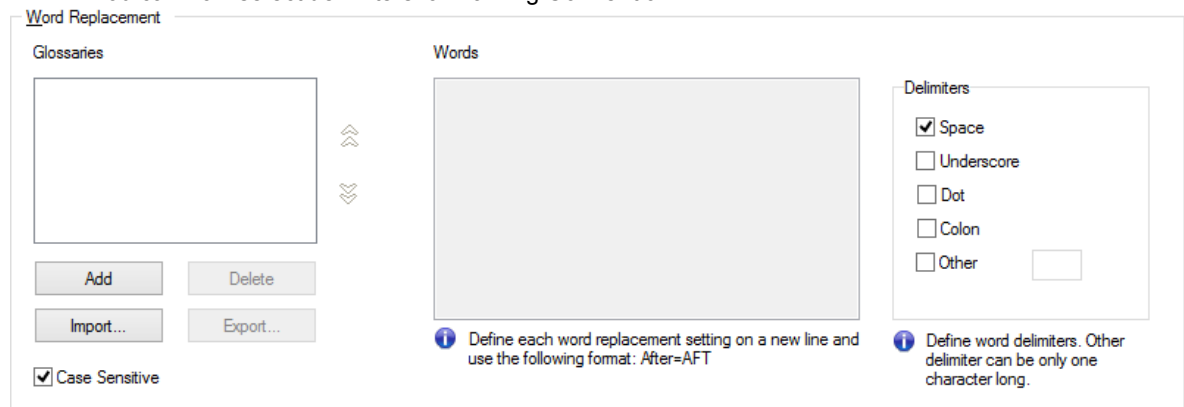 Word Replacement
Glossaries
Words
Delimiters
Space
Underscore
Dot
Colon
Other
Add
Delete
Import...
Export...
Case Sensitive
Define each word replacement setting on a new line and
use the following format: After=AFT
Define word delimiters. Other
delimiter can be only one
character long.